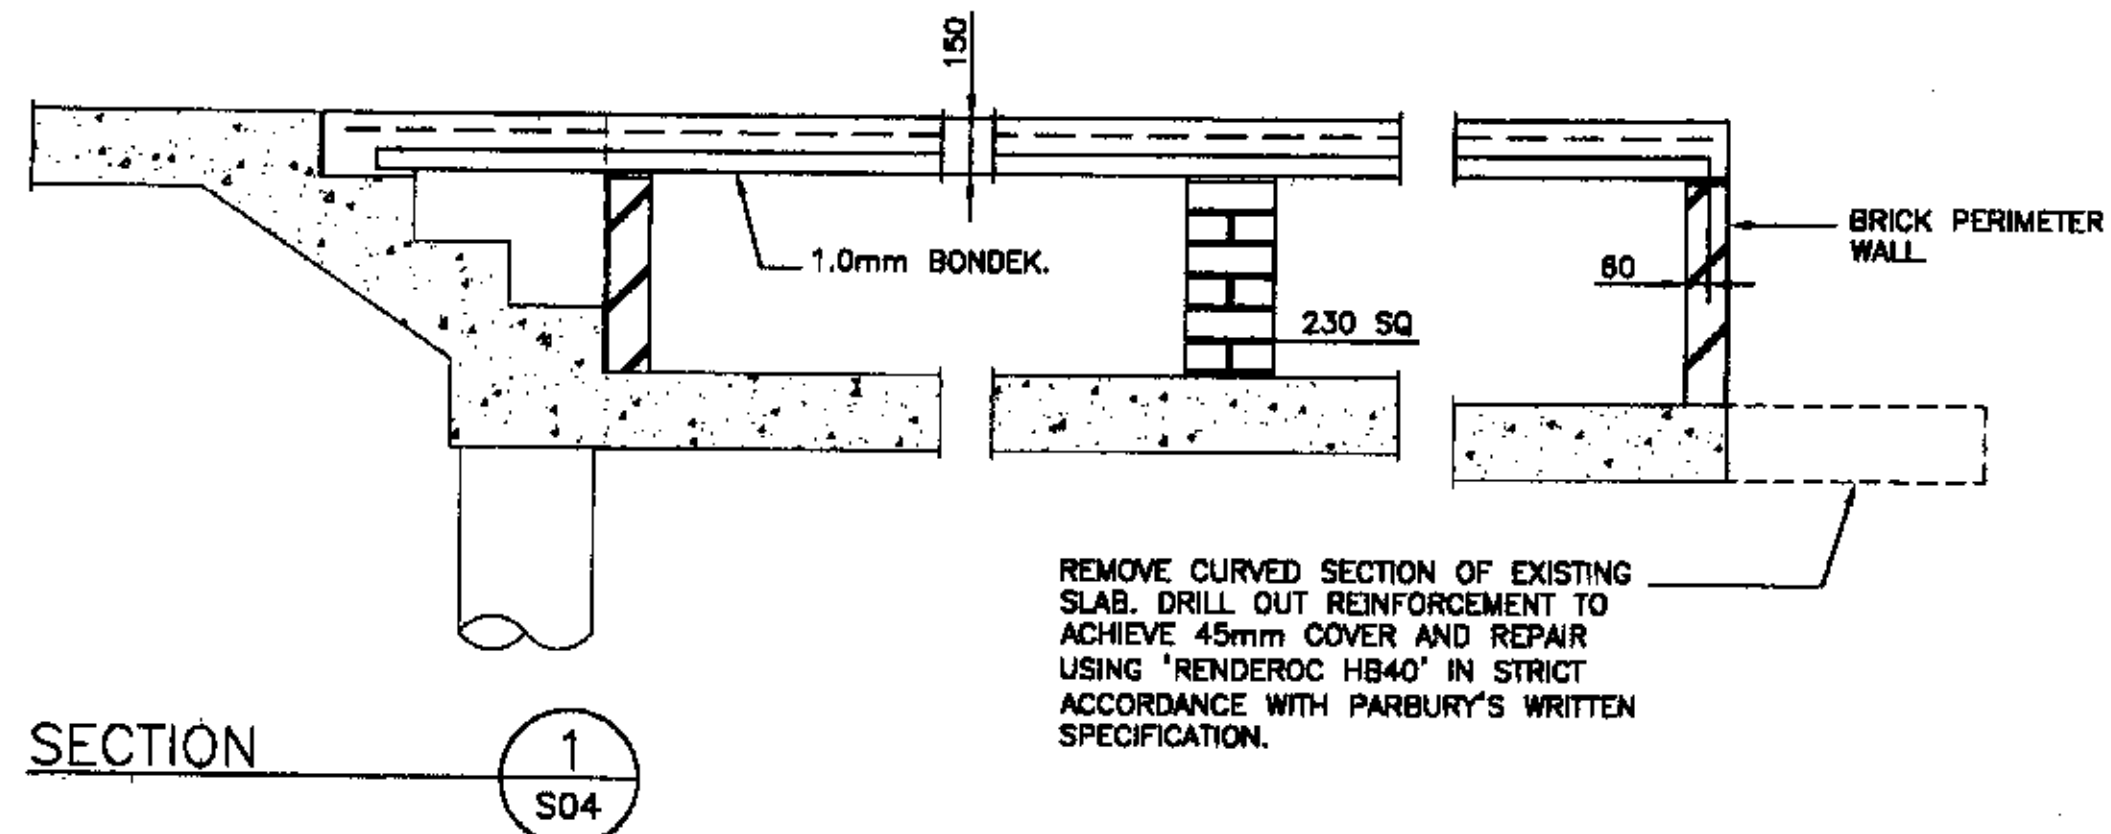 150
1.0mm BONDEK.
BRICK PERIMETER
WALL
60
230 SQ
REMOVE CURVED SECTION OF EXISTING
SLAB. DRILL OUT REINFORCEMENT TO
ACHIEVE 45mm COVER AND REPAIR
USING 'RENDEROC HB40' IN STRICT
ACCORDANCE WITH PARBURY'S WRITTEN
SPECIFICATION.
SECTION
1
S04